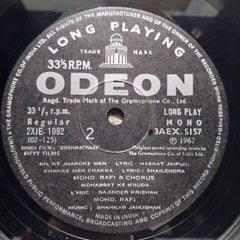 LONG PLAYING
TRADE MARK
33⅓ R.P.M.
ODEON
Regd. Trade Mark of The Gramophone Co., Ltd.
33⅓, r.p.m. LONG PLAY
Regular MONO
2XJE. 1092 2 3AEX. 5157
(02-125) ℗ 1967
HINDI FILM: "BRAHMACHARI"
SIPPY FILMS
DIL KE JHAROKE MEN LYRIC: HASRAT JAIPURI
CHAKKE MEN CHAKKA LYRIC: SHAILENDRA
MOHD. RAFI & CHORUS
MOHABBAT KE KHUDA
LYRIC: RAJINDER KRISHAN
MOHD. RAFI
MUSIC: SHANKAR JAIKISHAN
MADE IN INDIA